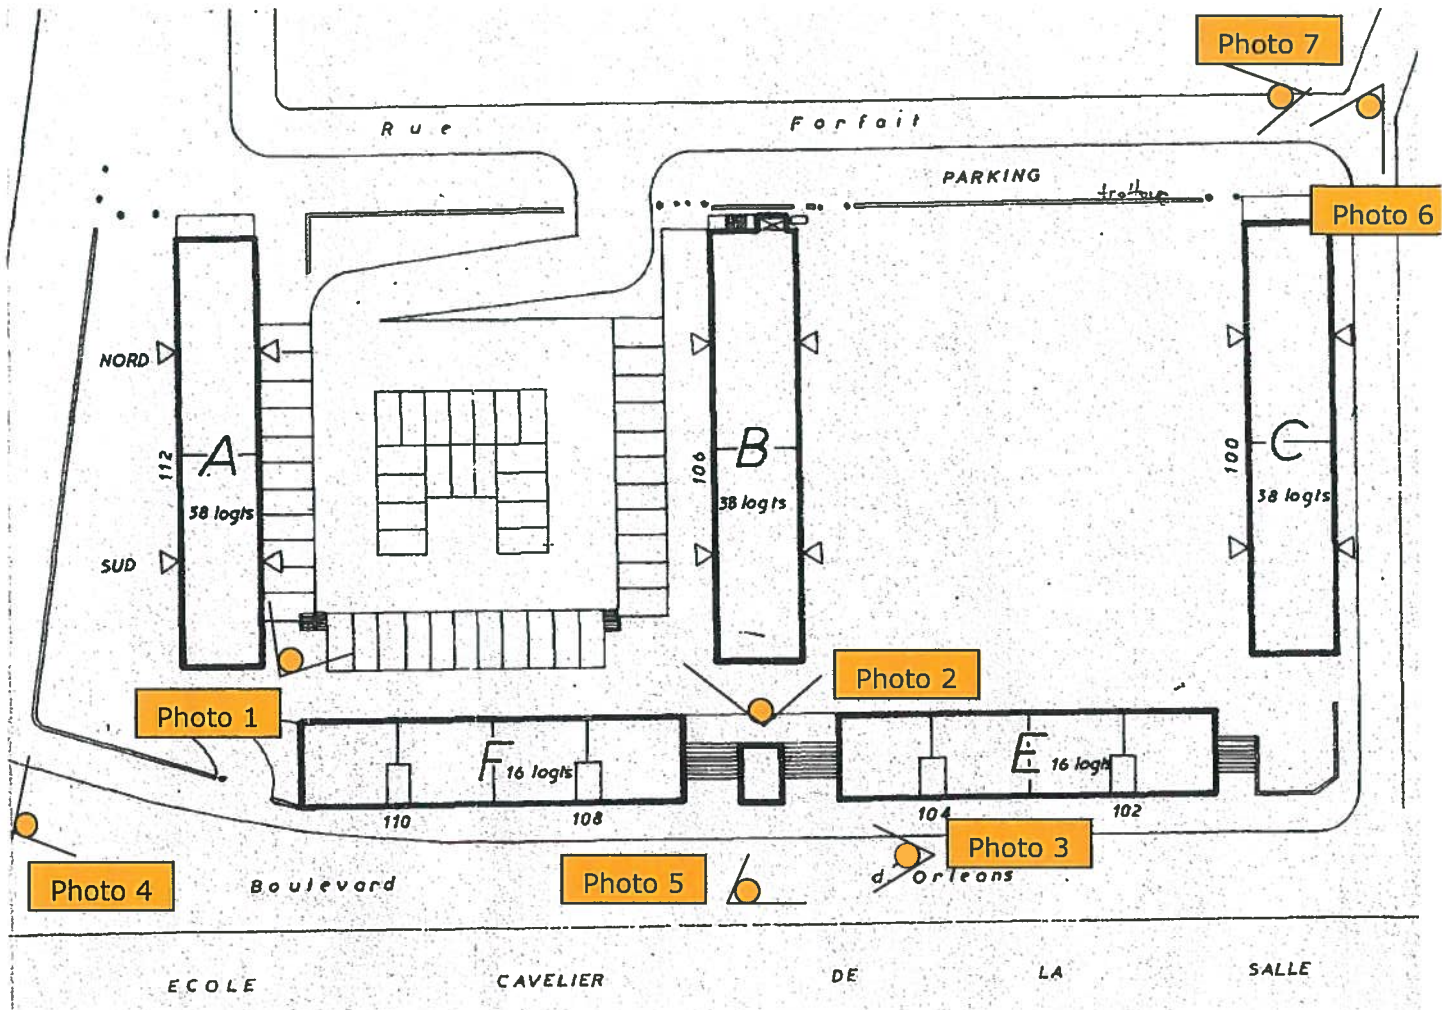 Photo 7
Rue Forfait
PARKING
trottoir
Photo 6
NORD
A
112
38 logts
SUD
106
B
38 logts
100
C
38 logts
Photo 1
Photo 2
F 16 logts
E 16 logts
110
108
104
102
Photo 3
Photo 4
Photo 5
Boulevard d'Orleans
ECOLE CAVELIER DE LA SALLE